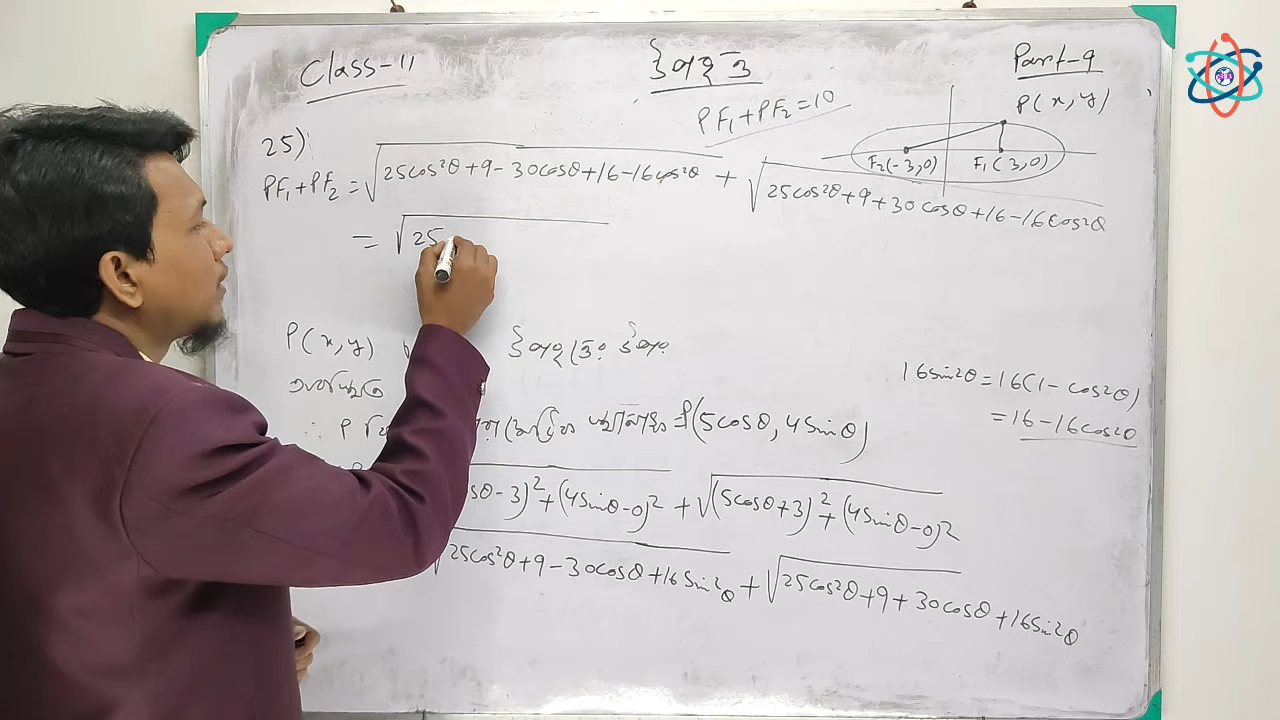 Class-11
উপবৃত্ত
Part-9
PF₁+PF₂=10
P(x, y)
F₂(-3,0) F₁(3,0)
25)
PF₁+PF₂ = √25cos²θ+9-30cosθ+16-16cos²θ + √25cos²θ+9+30cosθ+16-16cos²θ
= √25
P(x, y)
16sin²θ=16(1-cos²θ)
=16-16cos²θ
∴ P (5cosθ, 4sinθ)
sθ-3)²+(4sinθ-0)² + √(5cosθ+3)²+(4sinθ-0)²
√25cos²θ+9-30cosθ+16sin²θ + √25cos²θ+9+30cosθ+16sin²θ